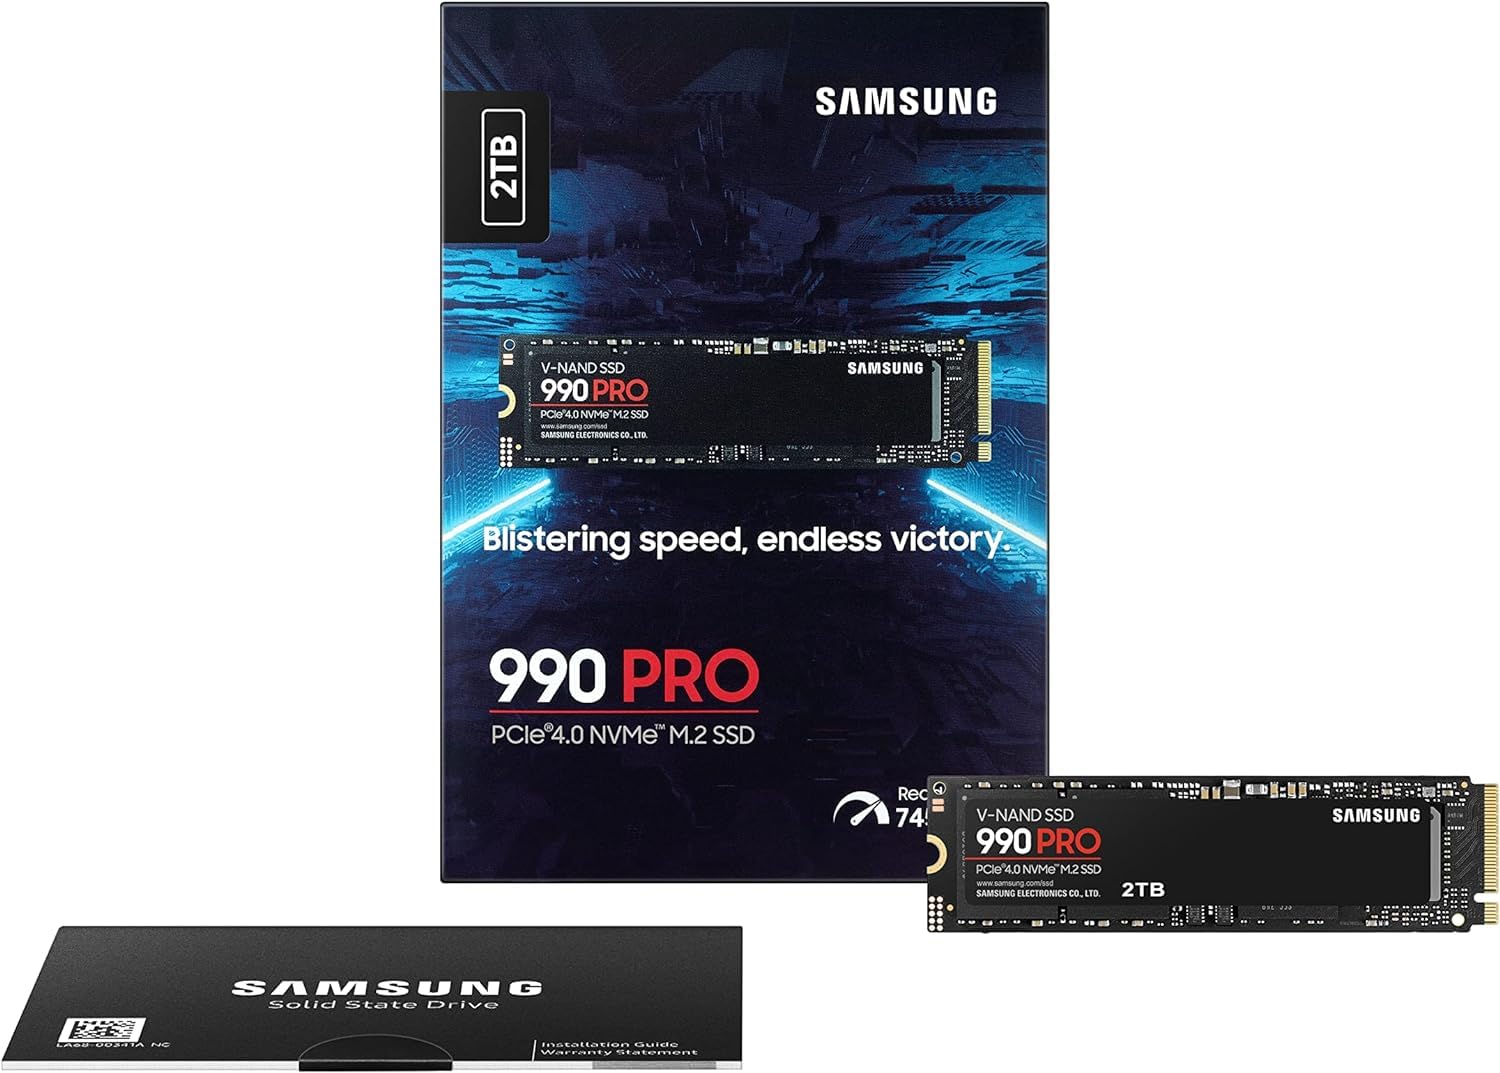 SAMSUNG
2TB
V-NAND SSD
SAMSUNG
990 PRO
PCIe®4.0 NVMe™ M.2 SSD
www.samsung.com/ssd
SAMSUNG ELECTRONICS CO., LTD.
Blistering speed, endless victory.
990 PRO
PCIe®4.0 NVMe™ M.2 SSD
V-NAND SSD
SAMSUNG
990 PRO
PCIe®4.0 NVMe™ M.2 SSD
www.samsung.com/ssd
SAMSUNG ELECTRONICS CO., LTD.
2TB
SAMSUNG
Solid State Drive
LA68-00341A NC
Installation Guide
Warranty Statement